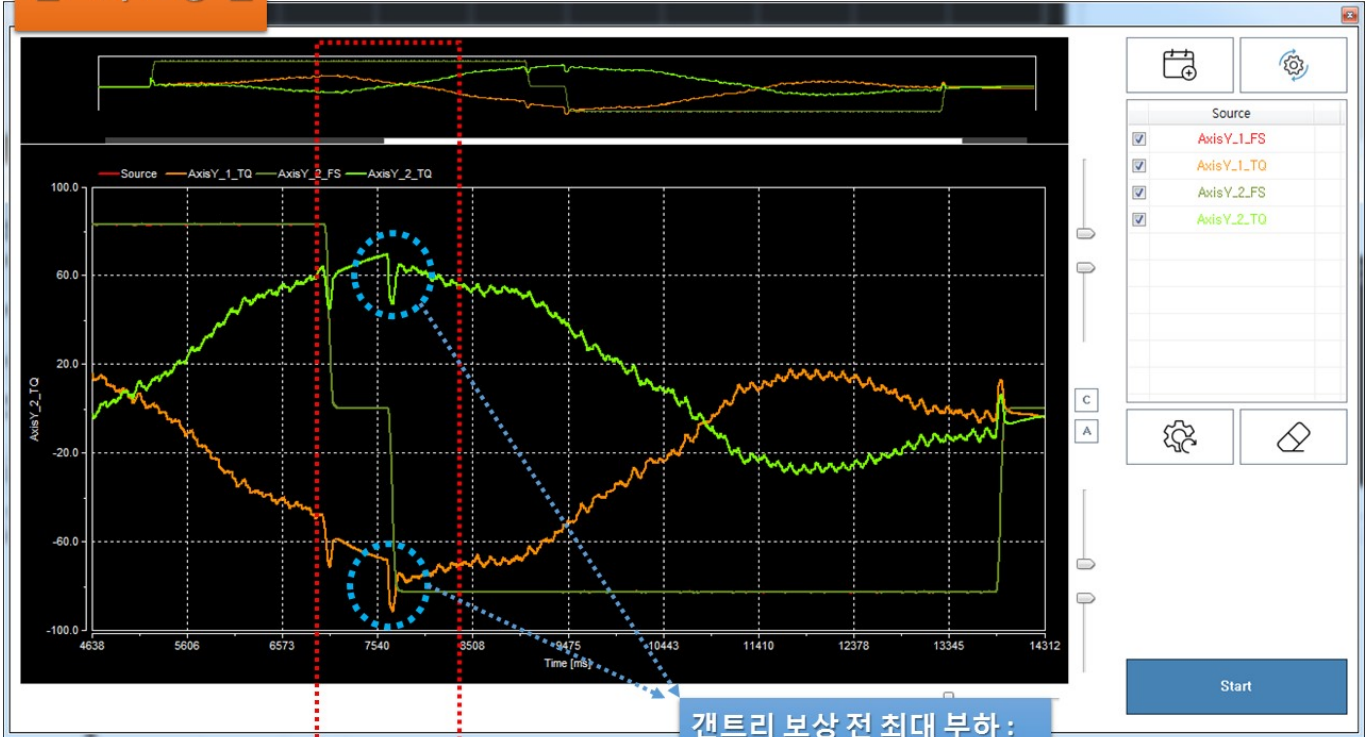 Source
AxisY_1_FS
AxisY_1_TQ
AxisY_2_FS
AxisY_2_TQ
Source AxisY_1_TQ AxisY_2_FS AxisY_2_TQ
100.0
60.0
20.0
-20.0
-60.0
-100.0
AxisY_2_TQ
4638 5606 6573 7540 8508 9475 10443 11410 12378 13345 14312
Time [ms]
C
A
Start
갠트리 보상 전 최대 부하 :